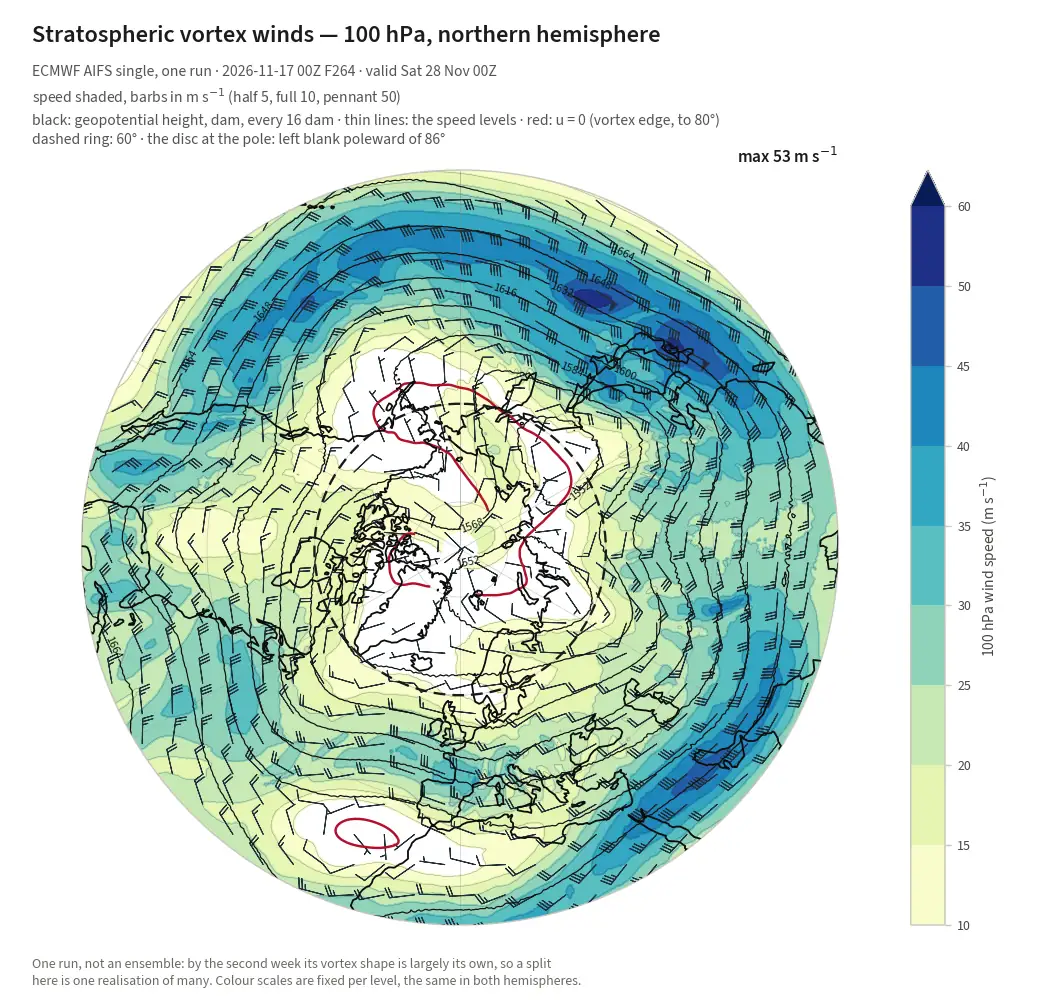 Stratospheric vortex winds — 100 hPa, northern hemisphere
ECMWF AIFS single, one run · 2026-11-17 00Z F264 · valid Sat 28 Nov 00Z
speed shaded, barbs in m s⁻¹ (half 5, full 10, pennant 50)
black: geopotential height, dam, every 16 dam · thin lines: the speed levels · red: u = 0 (vortex edge, to 80°)
dashed ring: 60° · the disc at the pole: left blank poleward of 86°
max 53 m s⁻¹
60
50
45
40
35
30
25
20
15
10
100 hPa wind speed (m s⁻¹)
1664
1648
1632
1616
1648
1600
1584
1552
1568
1552
One run, not an ensemble: by the second week its vortex shape is largely its own, so a split
here is one realisation of many. Colour scales are fixed per level, the same in both hemispheres.